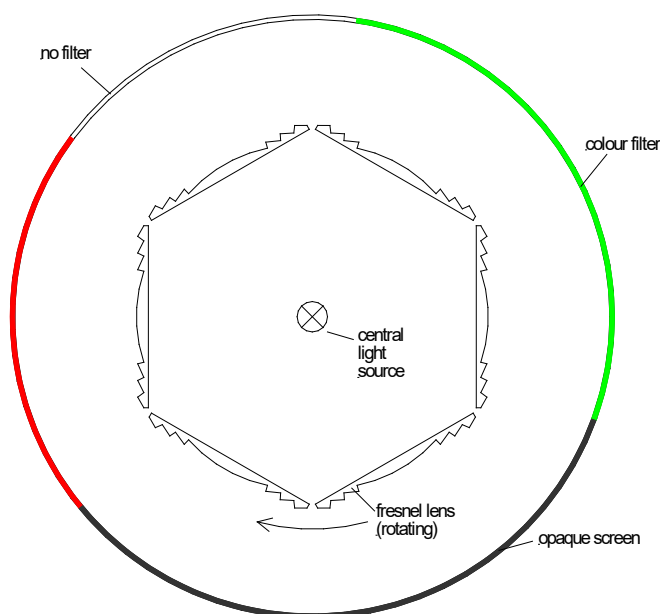 no filter
colour filter
central
light
source
fresnel lens
(rotating)
opaque screen